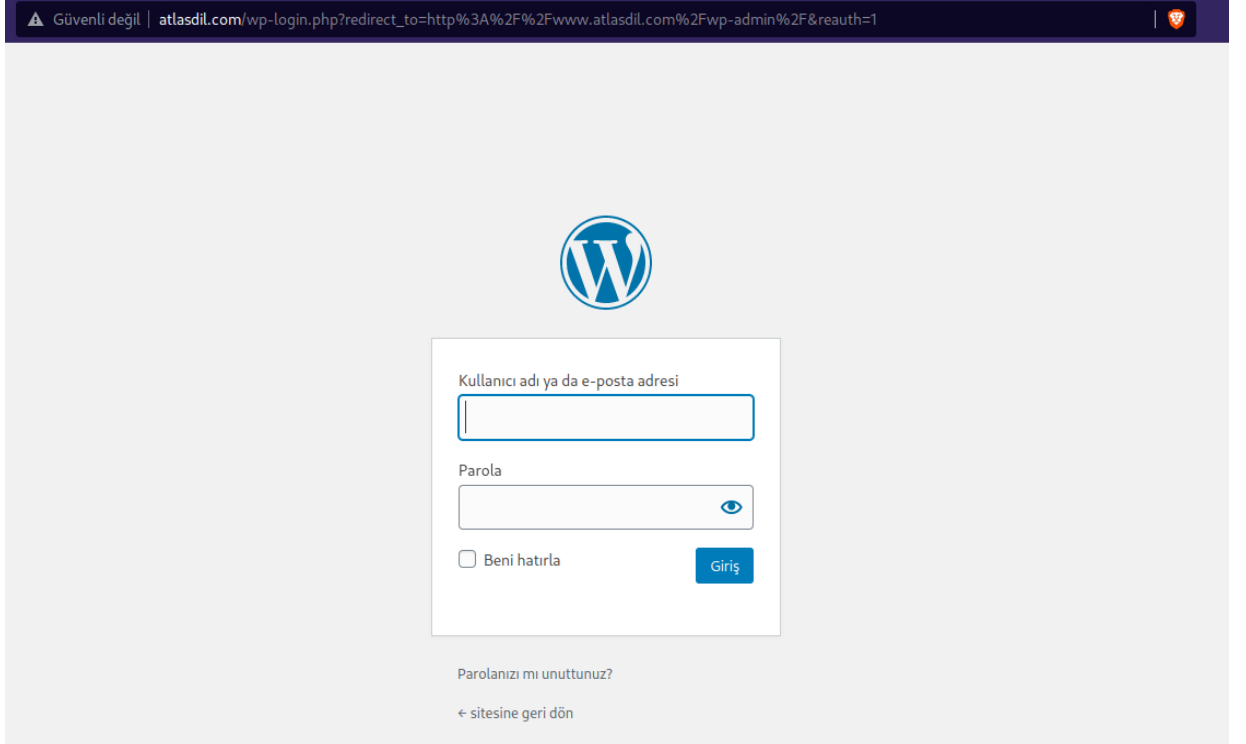 Güvenli değil | atlasdil.com/wp-login.php?redirect_to=http%3A%2F%2Fwww.atlasdil.com%2Fwp-admin%2F&reauth=1
Kullanıcı adı ya da e-posta adresi
Parola
Beni hatırla
Giriş
Parolanızı mı unuttunuz?
← sitesine geri dön